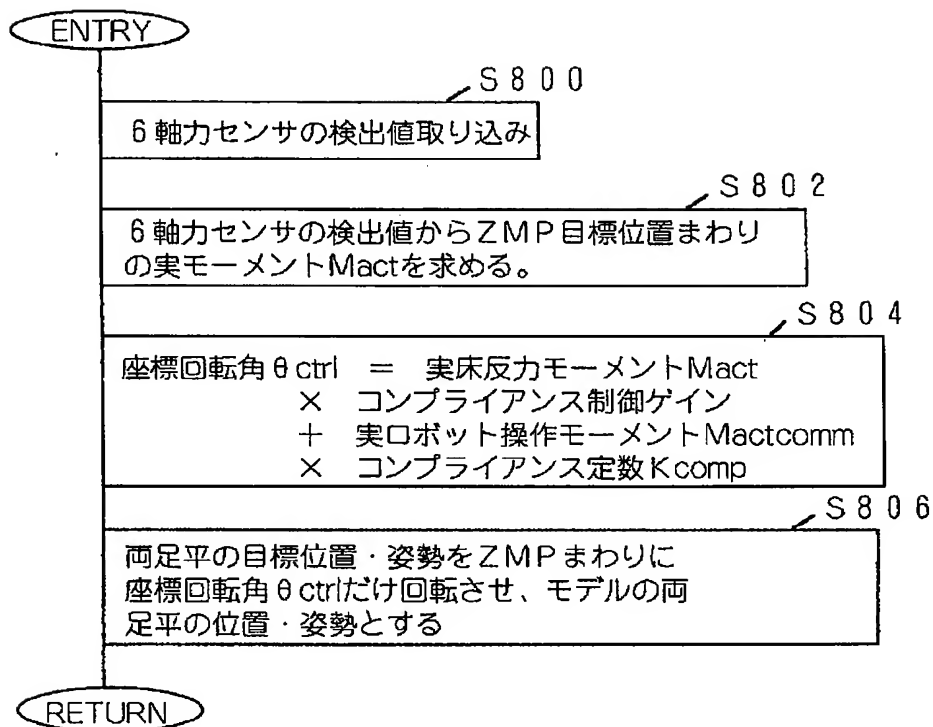 ENTRY
S800
6軸力センサの検出値取り込み
S802
6軸力センサの検出値からZMP目標位置まわり
の実モーメントMactを求める。
S804
座標回転角θctrl ＝ 実床反力モーメントMact
× コンプライアンス制御ゲイン
＋ 実ロボット操作モーメントMactcomm
× コンプライアンス定数Kcomp
S806
両足平の目標位置・姿勢をZMPまわりに
座標回転角θctrlだけ回転させ、モデルの両
足平の位置・姿勢とする
RETURN